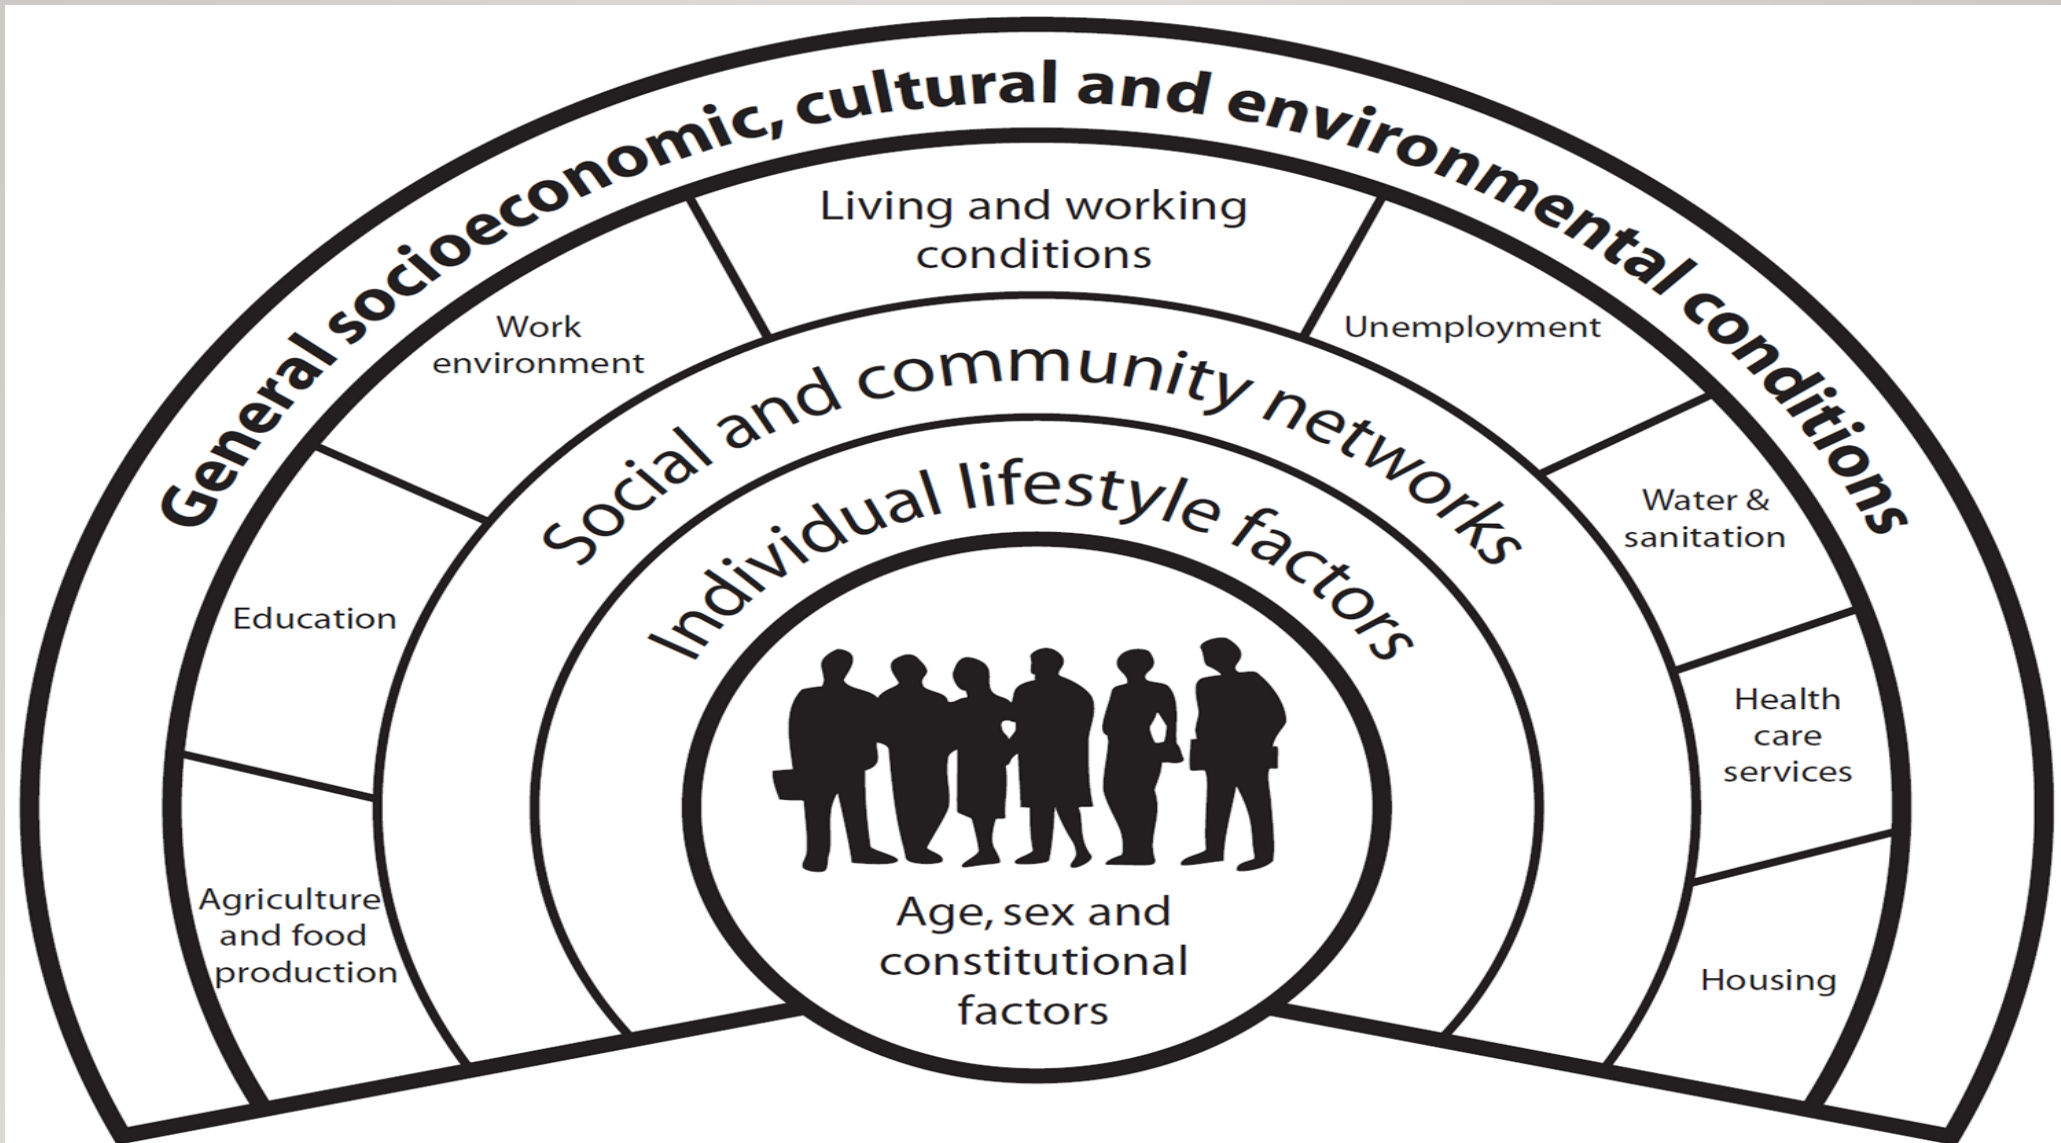 General socioeconomic, cultural and environmental conditions
Living and working
conditions
Work
environment
Unemployment
Social and community networks
Individual lifestyle factors
Water &
sanitation
Education
Health
care
services
Agriculture
and food
production
Housing
Age, sex and
constitutional
factors